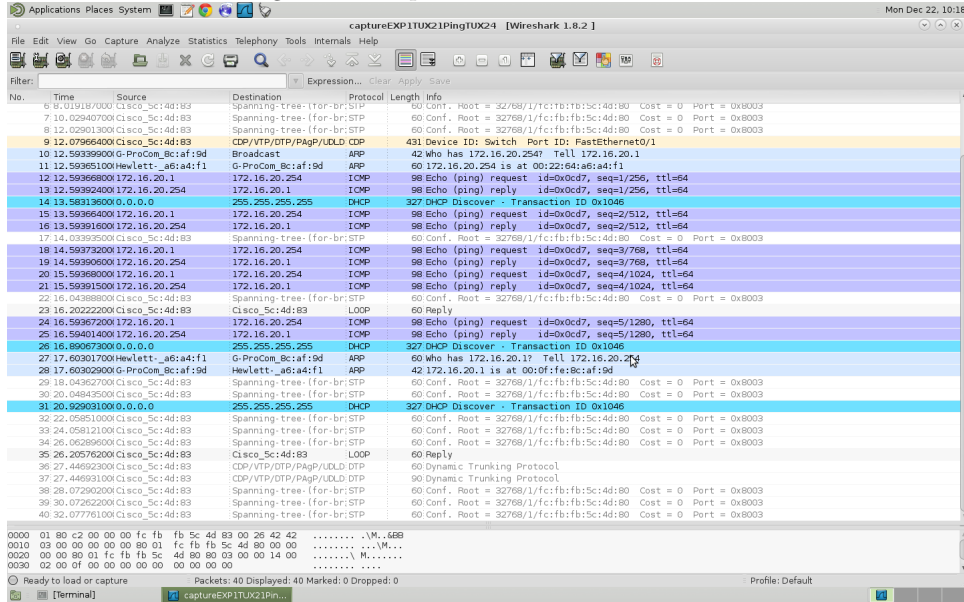 Applications Places System Mon Dec 22, 10:18
captureEXP1TUX21PingTUX24 [Wireshark 1.8.2 ]
File Edit View Go Capture Analyze Statistics Telephony Tools Internals Help
Filter: Expression... Clear Apply Save
No. Time Source Destination Protocol Length Info
6 8.019187000 Cisco_5c:4d:83 Spanning-tree-(for-br: STP 60 Conf. Root = 32768/1/fc:fb:fb:5c:4d:80 Cost = 0 Port = 0x8003
7 10.02940700 Cisco_5c:4d:83 Spanning-tree-(for-br: STP 60 Conf. Root = 32768/1/fc:fb:fb:5c:4d:80 Cost = 0 Port = 0x8003
8 12.02901300 Cisco_5c:4d:83 Spanning-tree-(for-br: STP 60 Conf. Root = 32768/1/fc:fb:fb:5c:4d:80 Cost = 0 Port = 0x8003
9 12.07966400 Cisco_5c:4d:83 CDP/VTP/DTP/PAgP/UDLD CDP 431 Device ID: Switch Port ID: FastEthernet0/1
10 12.59339900 G-ProCom_8c:af:9d Broadcast ARP 42 Who has 172.16.20.254? Tell 172.16.20.1
11 12.59365100 Hewlett-_a6:a4:f1 G-ProCom_8c:af:9d ARP 60 172.16.20.254 is at 00:22:64:a6:a4:f1
12 12.59366800 172.16.20.1 172.16.20.254 ICMP 98 Echo (ping) request id=0x0cd7, seq=1/256, ttl=64
13 12.59392400 172.16.20.254 172.16.20.1 ICMP 98 Echo (ping) reply id=0x0cd7, seq=1/256, ttl=64
14 13.58313600 0.0.0.0 255.255.255.255 DHCP 327 DHCP Discover - Transaction ID 0x1046
15 13.59366400 172.16.20.1 172.16.20.254 ICMP 98 Echo (ping) request id=0x0cd7, seq=2/512, ttl=64
16 13.59391600 172.16.20.254 172.16.20.1 ICMP 98 Echo (ping) reply id=0x0cd7, seq=2/512, ttl=64
17 14.03393500 Cisco_5c:4d:83 Spanning-tree-(for-br: STP 60 Conf. Root = 32768/1/fc:fb:fb:5c:4d:80 Cost = 0 Port = 0x8003
18 14.59373200 172.16.20.1 172.16.20.254 ICMP 98 Echo (ping) request id=0x0cd7, seq=3/768, ttl=64
19 14.59390600 172.16.20.254 172.16.20.1 ICMP 98 Echo (ping) reply id=0x0cd7, seq=3/768, ttl=64
20 15.59368000 172.16.20.1 172.16.20.254 ICMP 98 Echo (ping) request id=0x0cd7, seq=4/1024, ttl=64
21 15.59391500 172.16.20.254 172.16.20.1 ICMP 98 Echo (ping) reply id=0x0cd7, seq=4/1024, ttl=64
22 16.04388800 Cisco_5c:4d:83 Spanning-tree-(for-br: STP 60 Conf. Root = 32768/1/fc:fb:fb:5c:4d:80 Cost = 0 Port = 0x8003
23 16.20222200 Cisco_5c:4d:83 Cisco_5c:4d:83 LOOP 60 Reply
24 16.59367200 172.16.20.1 172.16.20.254 ICMP 98 Echo (ping) request id=0x0cd7, seq=5/1280, ttl=64
25 16.59401400 172.16.20.254 172.16.20.1 ICMP 98 Echo (ping) reply id=0x0cd7, seq=5/1280, ttl=64
26 16.89067300 0.0.0.0 255.255.255.255 DHCP 327 DHCP Discover - Transaction ID 0x1046
27 17.60301700 Hewlett-_a6:a4:f1 G-ProCom_8c:af:9d ARP 60 Who has 172.16.20.1? Tell 172.16.20.254
28 17.60302900 G-ProCom_8c:af:9d Hewlett-_a6:a4:f1 ARP 42 172.16.20.1 is at 00:0f:fe:8c:af:9d
29 18.04362700 Cisco_5c:4d:83 Spanning-tree-(for-br: STP 60 Conf. Root = 32768/1/fc:fb:fb:5c:4d:80 Cost = 0 Port = 0x8003
30 20.04843500 Cisco_5c:4d:83 Spanning-tree-(for-br: STP 60 Conf. Root = 32768/1/fc:fb:fb:5c:4d:80 Cost = 0 Port = 0x8003
31 20.92903100 0.0.0.0 255.255.255.255 DHCP 327 DHCP Discover - Transaction ID 0x1046
32 22.05851000 Cisco_5c:4d:83 Spanning-tree-(for-br: STP 60 Conf. Root = 32768/1/fc:fb:fb:5c:4d:80 Cost = 0 Port = 0x8003
33 24.05812100 Cisco_5c:4d:83 Spanning-tree-(for-br: STP 60 Conf. Root = 32768/1/fc:fb:fb:5c:4d:80 Cost = 0 Port = 0x8003
34 26.06289600 Cisco_5c:4d:83 Spanning-tree-(for-br: STP 60 Conf. Root = 32768/1/fc:fb:fb:5c:4d:80 Cost = 0 Port = 0x8003
35 26.20576200 Cisco_5c:4d:83 Cisco_5c:4d:83 LOOP 60 Reply
36 27.44692300 Cisco_5c:4d:83 CDP/VTP/DTP/PAgP/UDLD DTP 60 Dynamic Trunking Protocol
37 27.44693100 Cisco_5c:4d:83 CDP/VTP/DTP/PAgP/UDLD DTP 90 Dynamic Trunking Protocol
38 28.07290200 Cisco_5c:4d:83 Spanning-tree-(for-br: STP 60 Conf. Root = 32768/1/fc:fb:fb:5c:4d:80 Cost = 0 Port = 0x8003
39 30.07262200 Cisco_5c:4d:83 Spanning-tree-(for-br: STP 60 Conf. Root = 32768/1/fc:fb:fb:5c:4d:80 Cost = 0 Port = 0x8003
40 32.07776100 Cisco_5c:4d:83 Spanning-tree-(for-br: STP 60 Conf. Root = 32768/1/fc:fb:fb:5c:4d:80 Cost = 0 Port = 0x8003
0000 01 80 c2 00 00 00 fc fb fb 5c 4d 83 00 26 42 42 ........ .\M..&BB
0010 03 00 00 00 00 00 80 01 fc fb fb 5c 4d 80 00 00 ........ ...\M...
0020 00 00 80 01 fc fb fb 5c 4d 80 80 03 00 00 14 00 .......\ M.......
0030 02 00 0f 00 00 00 00 00 00 00 00 00 ........ ....
Ready to load or capture Packets: 40 Displayed: 40 Marked: 0 Dropped: 0 Profile: Default
[Terminal] captureEXP1TUX21Pin...